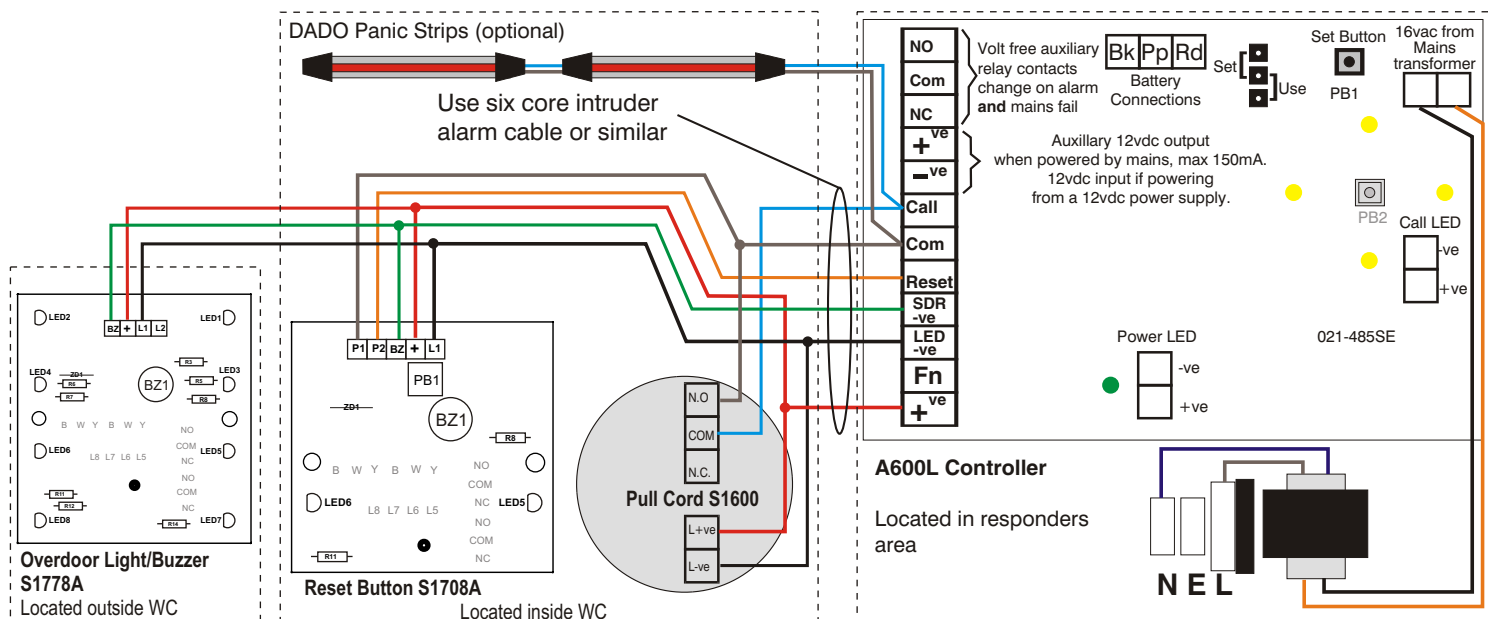 DADO Panic Strips (optional)
Use six core intruder
alarm cable or similar
NO
Com
NC
+ve
-ve
Call
Com
Reset
SDR
-ve
LED
-ve
Fn
+ve
Volt free auxiliary
relay contacts
change on alarm
and mains fail
Bk Pp Rd
Battery
Connections
Set
Use
Set Button
PB1
16vac from
Mains
transformer
Auxillary 12vdc output
when powered by mains, max 150mA.
12vdc input if powering
from a 12vdc power supply.
PB2
Call LED
-ve
+ve
Power LED
-ve
+ve
021-485SE
A600L Controller
Located in responders
area
N E L
LED2
BZ + L1 L2
LED1
R3
LED4
ZD1
R6
R7
BZ1
R5
LED3
R8
B W Y B W Y
NO
COM
NC
LED6
L8 L7 L6 L5
LED5
NO
COM
NC
R11
R12
LED8
R14
LED7
Overdoor Light/Buzzer
S1778A
Located outside WC
P1 P2 BZ + L1
PB1
ZD1
BZ1
R8
B W Y B W Y
NO
COM
NC
LED6
L8 L7 L6 L5
LED5
NO
COM
NC
R11
Reset Button S1708A
Located inside WC
N.O
COM
N.C.
Pull Cord S1600
L+ve
L-ve